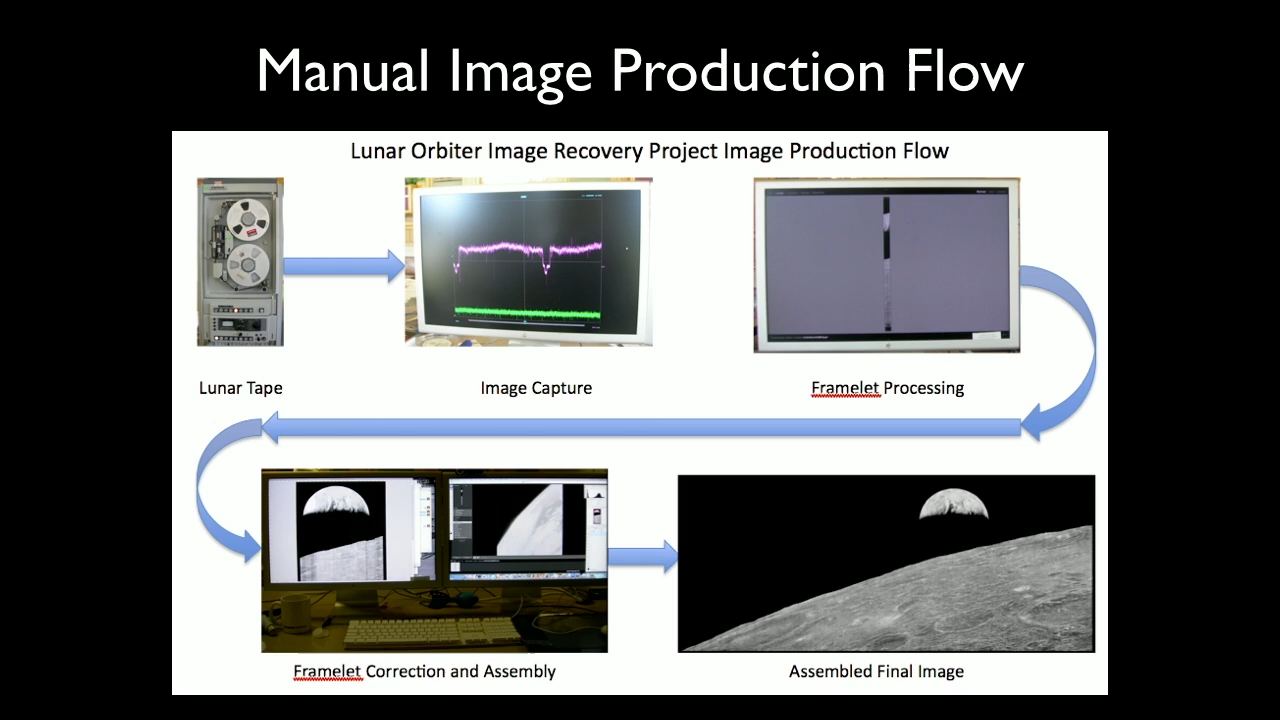 Manual Image Production Flow
Lunar Orbiter Image Recovery Project Image Production Flow
Lunar Tape
Image Capture
Framelet Processing
Framelet Correction and Assembly
Assembled Final Image